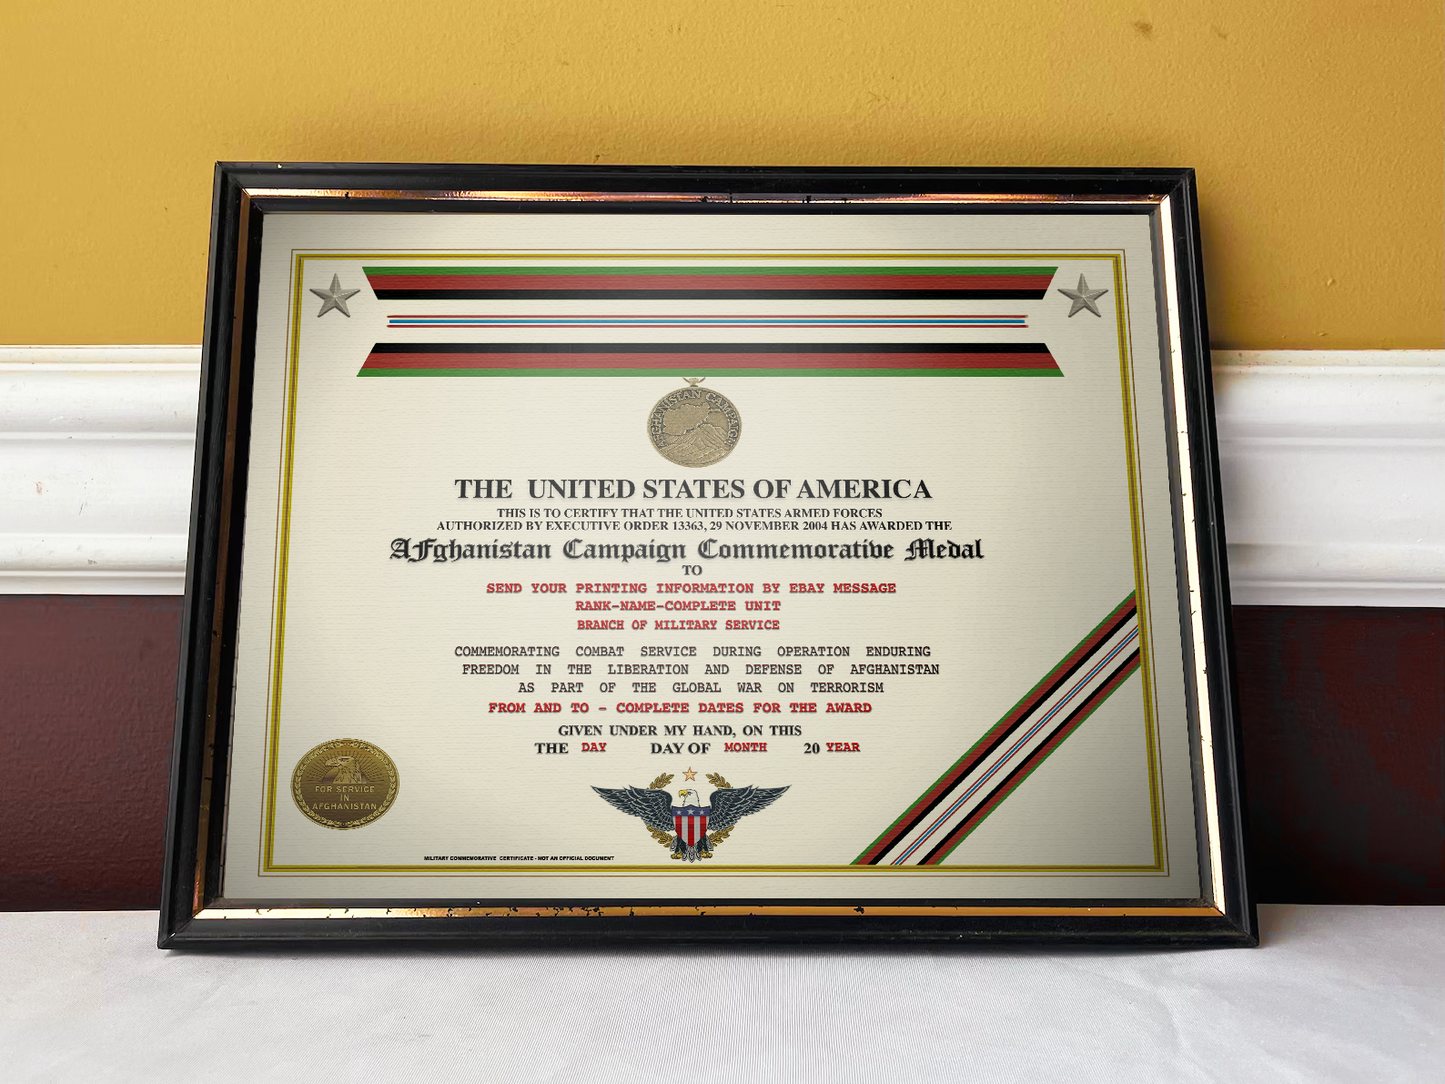 AFGHANISTAN CAMPAIGN
THE UNITED STATES OF AMERICA
THIS IS TO CERTIFY THAT THE UNITED STATES ARMED FORCES
AUTHORIZED BY EXECUTIVE ORDER 13363, 29 NOVEMBER 2004 HAS AWARDED THE
AFghanistan Campaign Commemorative Medal
TO
SEND YOUR PRINTING INFORMATION BY EBAY MESSAGE
RANK-NAME-COMPLETE UNIT
BRANCH OF MILITARY SERVICE
COMMEMORATING COMBAT SERVICE DURING OPERATION ENDURING
FREEDOM IN THE LIBERATION AND DEFENSE OF AFGHANISTAN
AS PART OF THE GLOBAL WAR ON TERRORISM
FROM AND TO - COMPLETE DATES FOR THE AWARD
GIVEN UNDER MY HAND, ON THIS
THE DAY DAY OF MONTH 20 YEAR
FOR SERVICE
IN
AFGHANISTAN
MILITARY COMMEMORATIVE CERTIFICATE - NOT AN OFFICIAL DOCUMENT